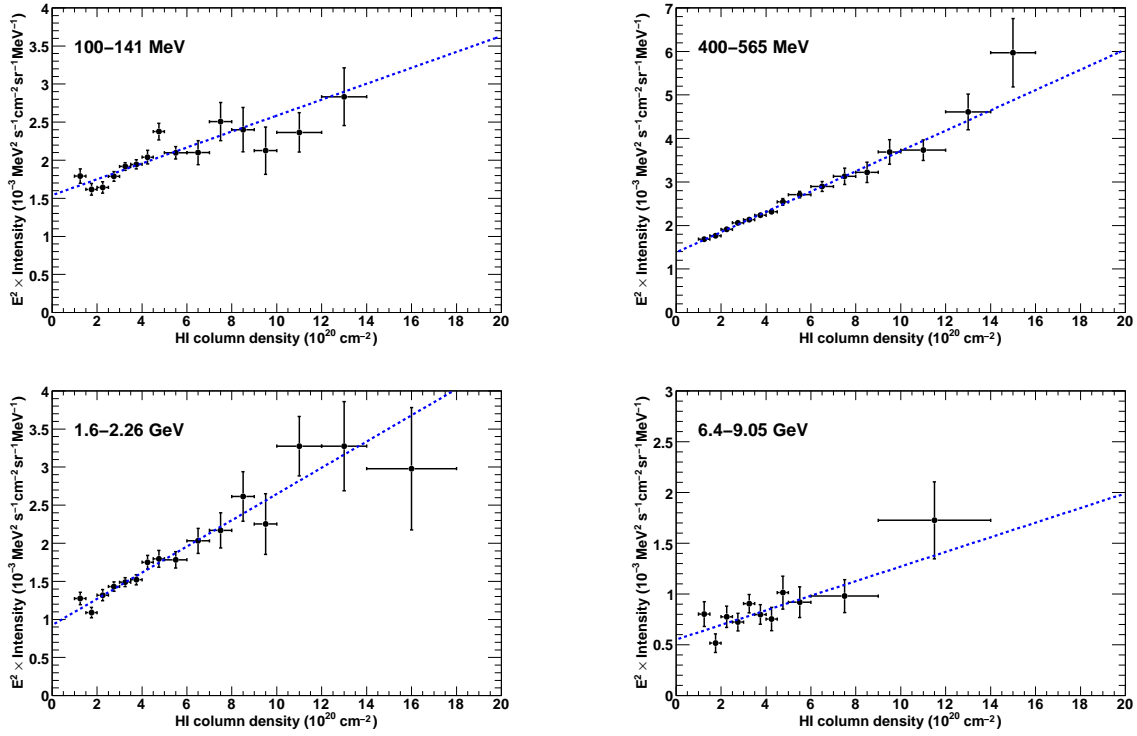 100−141 MeV
E² × Intensity (10⁻³ MeV² s⁻¹cm⁻²sr⁻¹MeV⁻¹)
4
3.5
3
2.5
2
1.5
1
0.5
0
0 2 4 6 8 10 12 14 16 18 20
HI column density (10²⁰ cm⁻²)
400−565 MeV
E² × Intensity (10⁻³ MeV² s⁻¹cm⁻²sr⁻¹MeV⁻¹)
7
6
5
4
3
2
1
0
0 2 4 6 8 10 12 14 16 18 20
HI column density (10²⁰ cm⁻²)
1.6−2.26 GeV
E² × Intensity (10⁻³ MeV² s⁻¹cm⁻²sr⁻¹MeV⁻¹)
4
3.5
3
2.5
2
1.5
1
0.5
0
0 2 4 6 8 10 12 14 16 18 20
HI column density (10²⁰ cm⁻²)
6.4−9.05 GeV
E² × Intensity (10⁻³ MeV² s⁻¹cm⁻²sr⁻¹MeV⁻¹)
3
2.5
2
1.5
1
0.5
0
0 2 4 6 8 10 12 14 16 18 20
HI column density (10²⁰ cm⁻²)